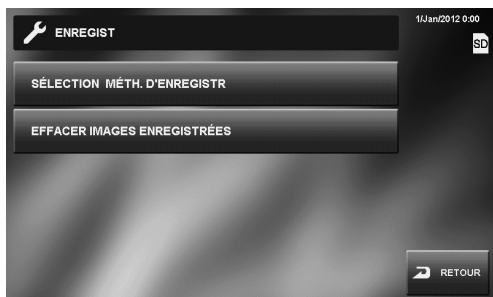 1/Jan/2012 0:00
ENREGIST
SD
SÉLECTION MÉTH. D'ENREGISTR
EFFACER IMAGES ENREGISTRÉES
RETOUR